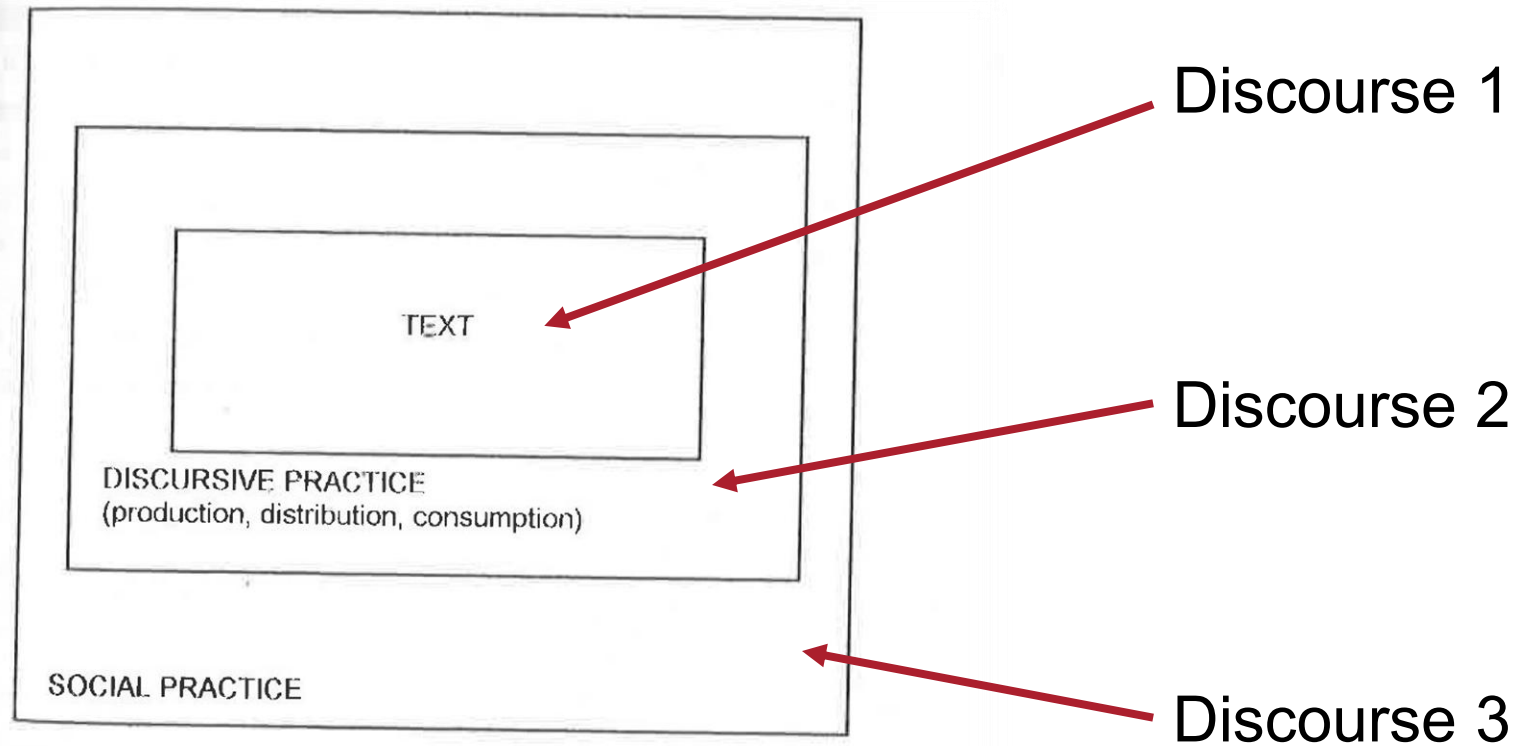 Discourse 1
TEXT
Discourse 2
DISCURSIVE PRACTICE
(production, distribution, consumption)
SOCIAL PRACTICE
Discourse 3